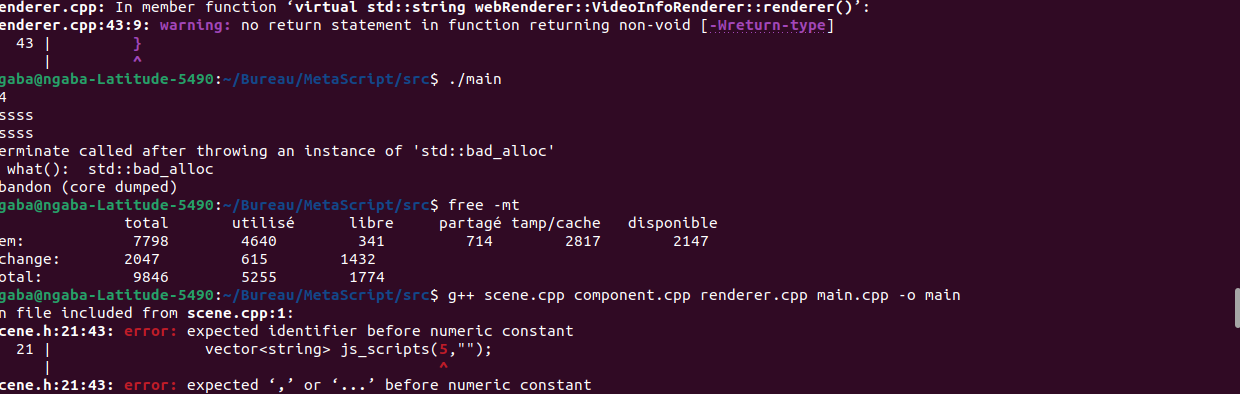 enderer.cpp: In member function ‘virtual std::string webRenderer::VideoInfoRenderer::renderer()’:
enderer.cpp:43:9: warning: no return statement in function returning non-void [-Wreturn-type]
43 | }
| ^
gaba@ngaba-Latitude-5490:~/Bureau/MetaScript/src$ ./main
4
ssss
ssss
erminate called after throwing an instance of 'std::bad_alloc'
what(): std::bad_alloc
bandon (core dumped)
gaba@ngaba-Latitude-5490:~/Bureau/MetaScript/src$ free -mt
total utilisé libre partagé tamp/cache disponible
em: 7798 4640 341 714 2817 2147
change: 2047 615 1432
otal: 9846 5255 1774
gaba@ngaba-Latitude-5490:~/Bureau/MetaScript/src$ g++ scene.cpp component.cpp renderer.cpp main.cpp -o main
n file included from scene.cpp:1:
cene.h:21:43: error: expected identifier before numeric constant
21 | vector<string> js_scripts(5,"");
| ^
cene.h:21:43: error: expected ‘,’ or ‘...’ before numeric constant